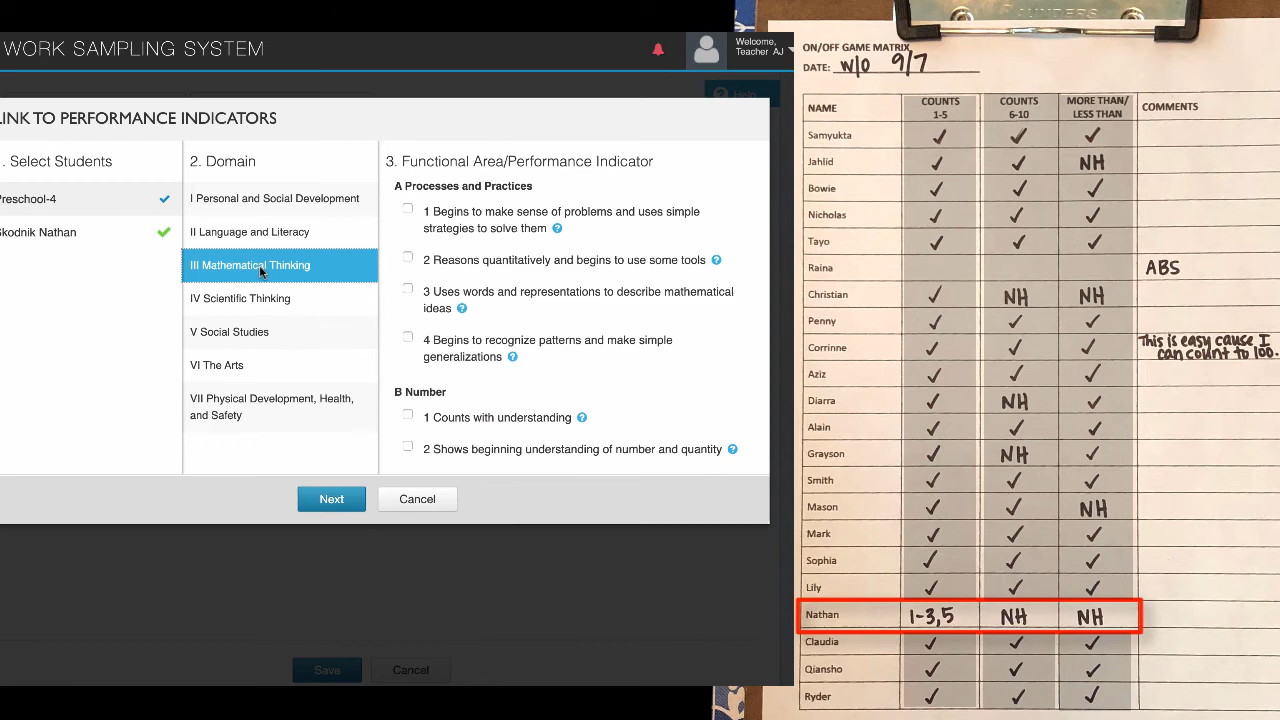 WORK SAMPLING SYSTEM
Welcome,
Teacher AJ
Help
LINK TO PERFORMANCE INDICATORS
. Select Students
Preschool-4
Skodnik Nathan
2. Domain
I Personal and Social Development
II Language and Literacy
III Mathematical Thinking
IV Scientific Thinking
V Social Studies
VI The Arts
VII Physical Development, Health,
and Safety
3. Functional Area/Performance Indicator
A Processes and Practices
1 Begins to make sense of problems and uses simple
strategies to solve them ?
2 Reasons quantitatively and begins to use some tools ?
3 Uses words and representations to describe mathematical
ideas ?
4 Begins to recognize patterns and make simple
generalizations ?
B Number
1 Counts with understanding ?
2 Shows beginning understanding of number and quantity ?
Next Cancel
Save Cancel
SAUNDERS
ON/OFF GAME MATRIX
DATE: W/O 9/7
NAME COUNTS 1-5 COUNTS 6-10 MORE THAN/ LESS THAN COMMENTS
Samyukta ✓ ✓ ✓
Jahlid ✓ ✓ NH
Bowie ✓ ✓ ✓
Nicholas ✓ ✓ ✓
Tayo ✓ ✓ ✓
Raina ABS
Christian ✓ NH NH
Penny ✓ ✓ ✓
Corrinne ✓ ✓ ✓ This is easy cause I can count to 100.
Aziz ✓ ✓ ✓
Diarra ✓ NH ✓
Alain ✓ ✓ ✓
Grayson ✓ NH ✓
Smith ✓ ✓ ✓
Mason ✓ ✓ NH
Mark ✓ ✓ ✓
Sophia ✓ ✓ ✓
Lily ✓ ✓ ✓
Nathan 1-3,5 NH NH
Claudia ✓ ✓ ✓
Qiansho ✓ ✓ ✓
Ryder ✓ ✓ ✓